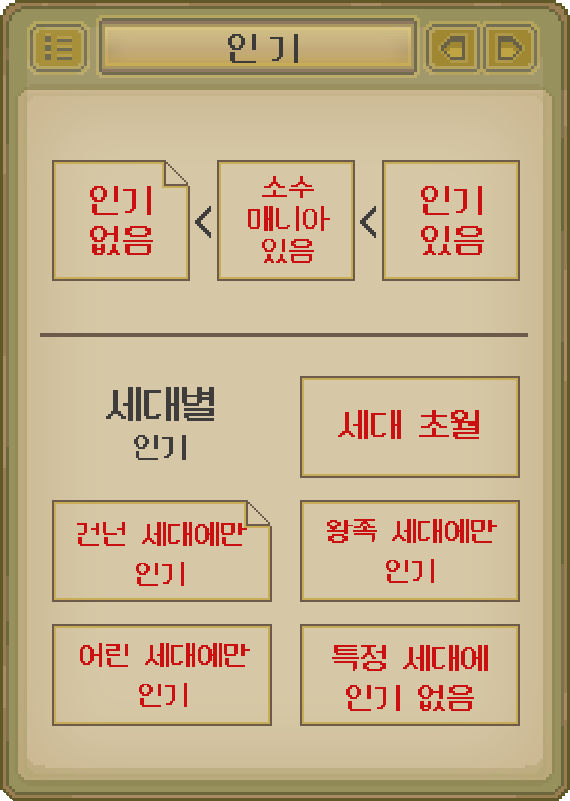 인기
인기
없음
<
소수
매니아
있음
<
인기
있음
세대별
인기
세대 초월
건넌 세대에만
인기
왕족 세대에만
인기
어린 세대에만
인기
특정 세대에
인기 없음